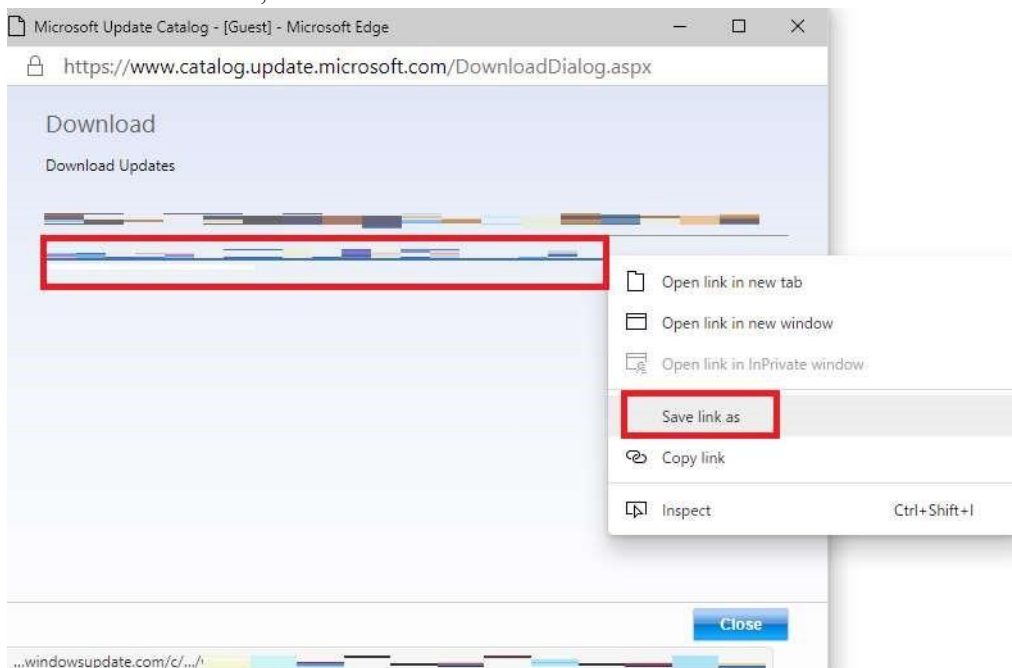 Microsoft Update Catalog - [Guest] - Microsoft Edge
https://www.catalog.update.microsoft.com/DownloadDialog.aspx
Download
Download Updates
Open link in new tab
Open link in new window
Open link in InPrivate window
Save link as
Copy link
Inspect Ctrl+Shift+I
Close
...windowsupdate.com/c/.../